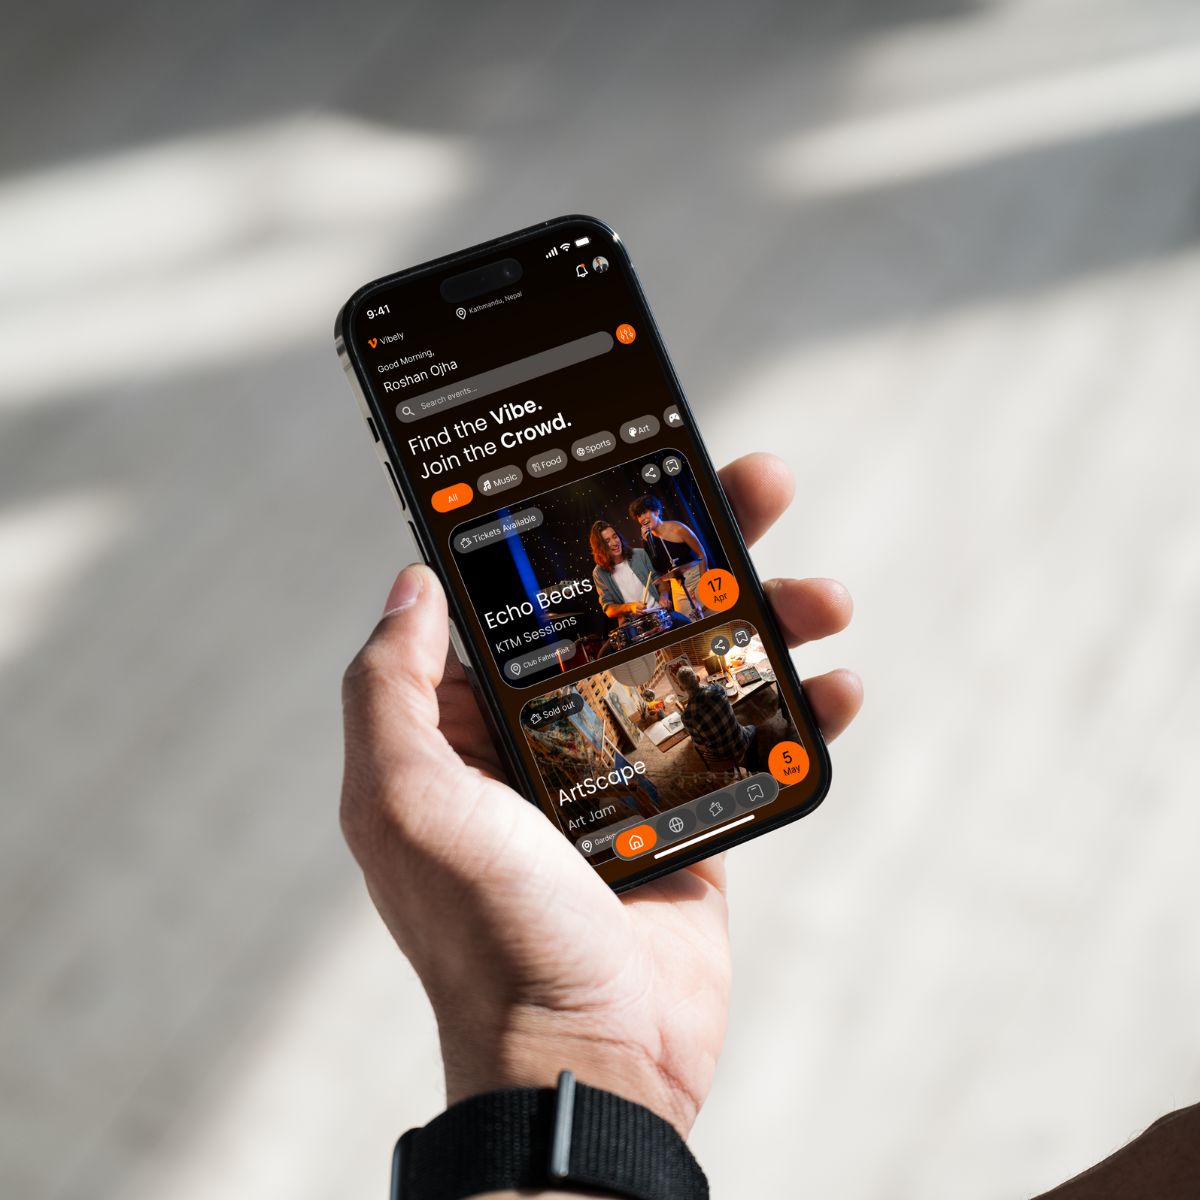 9:41
Kathmandu, Nepal
Vibely
Good Morning,
Roshan Ojha
Search events...
Find the Vibe.
Join the Crowd.
All
Music
Food
Sports
Art
Tickets Available
Echo Beats
KTM Sessions
Club Fahrenheit
17
Apr
Sold out
ArtScape
Art Jam
5
May